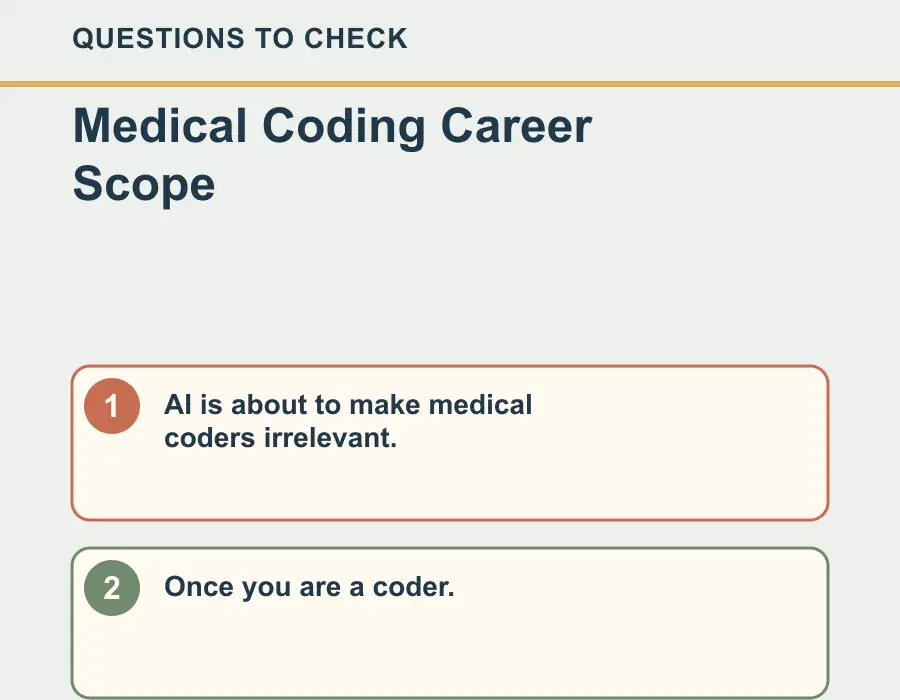 QUESTIONS TO CHECK
Medical Coding Career
Scope
1
AI is about to make medical
coders irrelevant.
2
Once you are a coder.